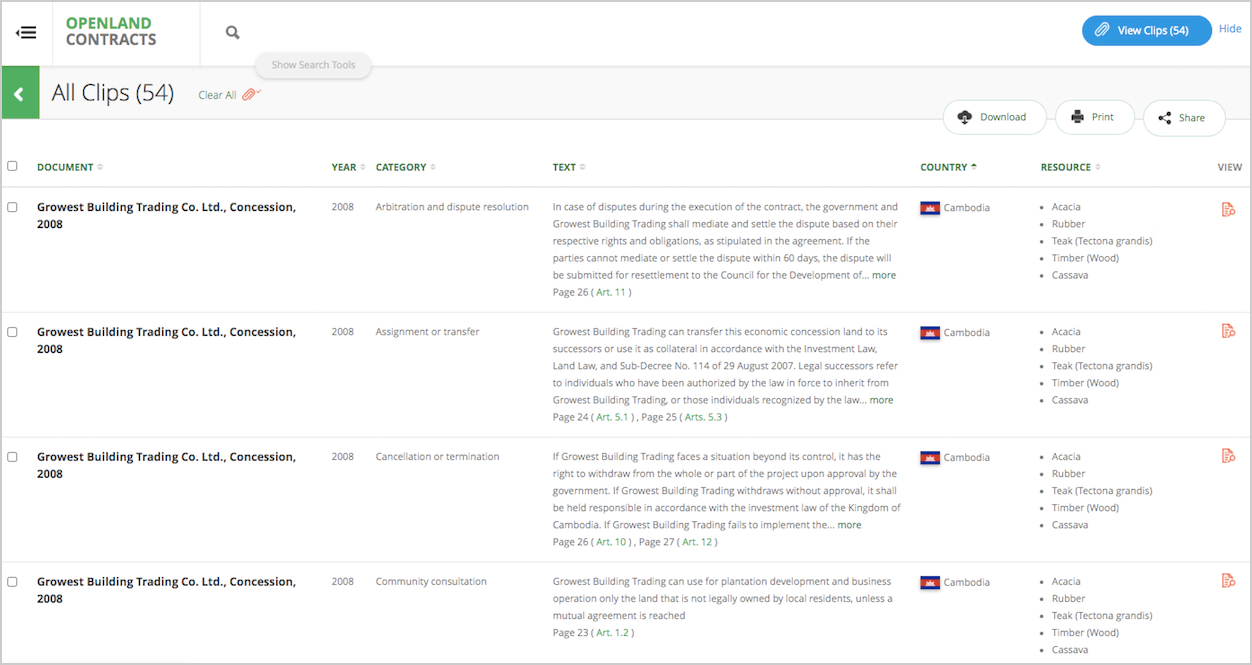 OPENLAND
CONTRACTS
View Clips (54)
Hide
Show Search Tools
All Clips (54)
Clear All
Download
Print
Share
DOCUMENT
YEAR
CATEGORY
TEXT
COUNTRY
RESOURCE
VIEW
Growest Building Trading Co. Ltd., Concession,
2008
2008
Arbitration and dispute resolution
In case of disputes during the execution of the contract, the government and
Growest Building Trading shall mediate and settle the dispute based on their
respective rights and obligations, as stipulated in the agreement. If the
parties cannot mediate or settle the dispute within 60 days, the dispute will
be submitted for resettlement to the Council for the Development of... more
Page 26 ( Art. 11 )
Cambodia
Acacia
Rubber
Teak (Tectona grandis)
Timber (Wood)
Cassava
Growest Building Trading Co. Ltd., Concession,
2008
2008
Assignment or transfer
Growest Building Trading can transfer this economic concession land to its
successors or use it as collateral in accordance with the Investment Law,
Land Law, and Sub-Decree No. 114 of 29 August 2007. Legal successors refer
to individuals who have been authorized by the law in force to inherit from
Growest Building Trading, or those individuals recognized by the law... more
Page 24 ( Art. 5.1 ) , Page 25 ( Arts. 5.3 )
Cambodia
Acacia
Rubber
Teak (Tectona grandis)
Timber (Wood)
Cassava
Growest Building Trading Co. Ltd., Concession,
2008
2008
Cancellation or termination
If Growest Building Trading faces a situation beyond its control, it has the
right to withdraw from the whole or part of the project upon approval by the
government. If Growest Building Trading withdraws without approval, it shall
be held responsible in accordance with the investment law of the Kingdom of
Cambodia. If Growest Building Trading fails to implement the... more
Page 26 ( Art. 10 ) , Page 27 ( Art. 12 )
Cambodia
Acacia
Rubber
Teak (Tectona grandis)
Timber (Wood)
Cassava
Growest Building Trading Co. Ltd., Concession,
2008
2008
Community consultation
Growest Building Trading can use for plantation development and business
operation only the land that is not legally owned by local residents, unless a
mutual agreement is reached
Page 23 ( Art. 1.2 )
Cambodia
Acacia
Rubber
Teak (Tectona grandis)
Timber (Wood)
Cassava